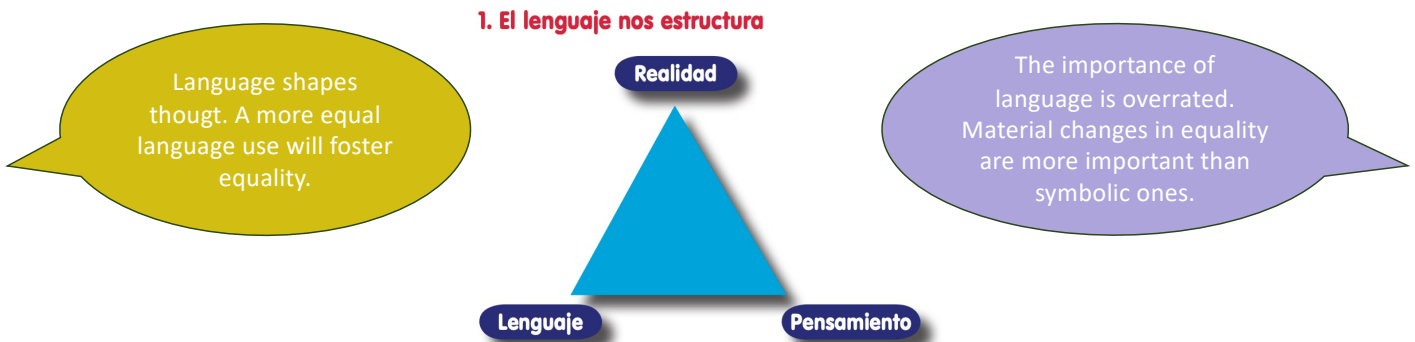 1. El lenguaje nos estructura
Language shapes
thougt. A more equal
language use will foster
equality.
Realidad
Lenguaje
Pensamiento
The importance of
language is overrated.
Material changes in equality
are more important than
symbolic ones.